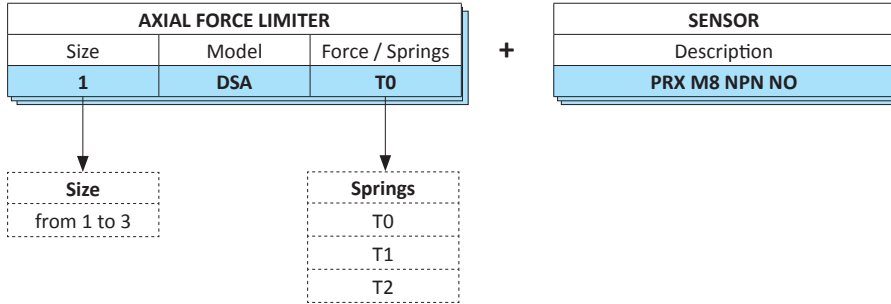 AXIAL FORCE LIMITER
Size Model Force / Springs
1 DSA T0
+
SENSOR
Description
PRX M8 NPN NO
Size
from 1 to 3
Springs
T0
T1
T2